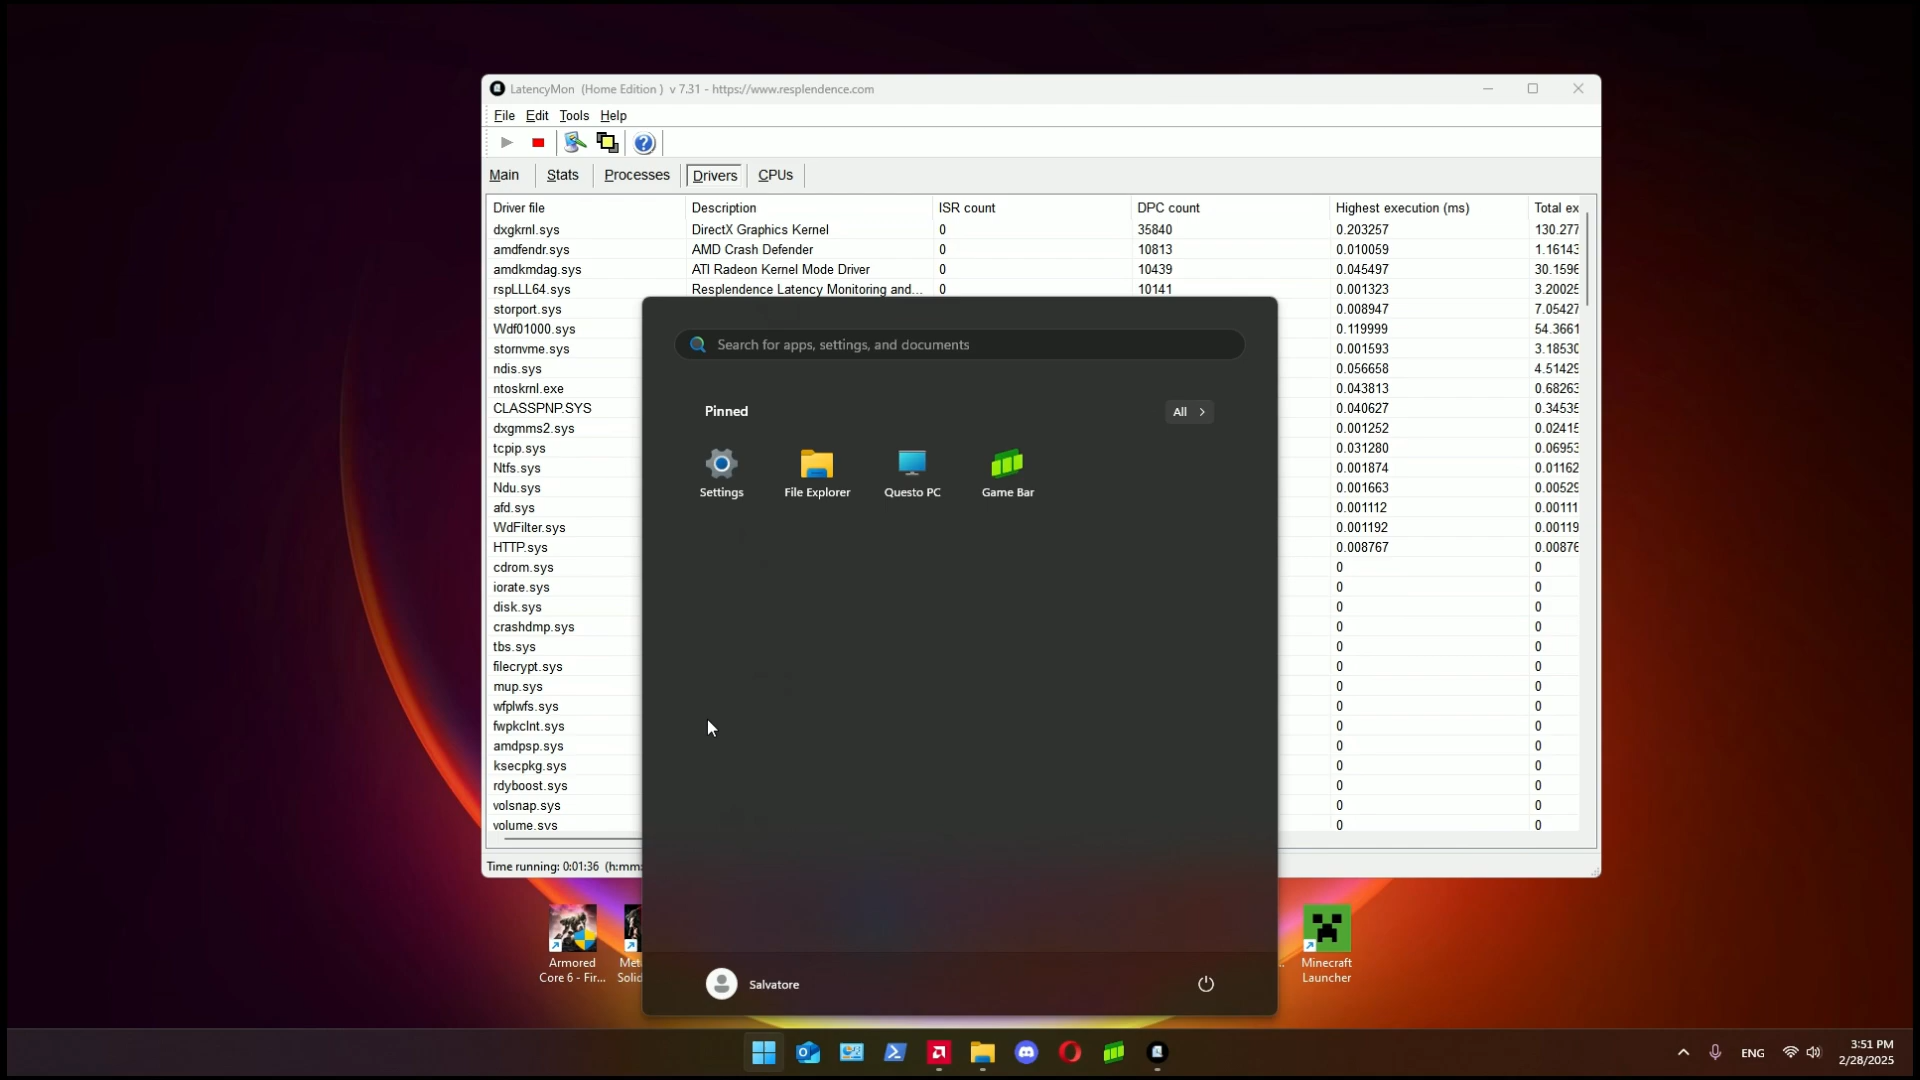 LatencyMon (Home Edition ) v 7.31 - https://www.resplendence.com
File Edit Tools Help
Main Stats Processes Drivers CPUs
Driver file Description ISR count DPC count Highest execution (ms) Total ex
dxgkrnl.sys DirectX Graphics Kernel 0 35840 0.203257 130.277
amdfendr.sys AMD Crash Defender 0 10813 0.010059 1.16143
amdkmdag.sys ATI Radeon Kernel Mode Driver 0 10439 0.045497 30.1596
rspLLL64.sys Resplendence Latency Monitoring and... 0 10141 0.001323 3.20025
storport.sys 0.008947 7.05427
Wdf01000.sys 0.119999 54.3661
stornvme.sys 0.001593 3.18530
ndis.sys 0.056658 4.51429
ntoskrnl.exe 0.043813 0.68263
CLASSPNP.SYS 0.040627 0.34535
dxgmms2.sys 0.001252 0.02415
tcpip.sys 0.031280 0.06953
Ntfs.sys 0.001874 0.01162
Ndu.sys 0.001663 0.00529
afd.sys 0.001112 0.00111
WdFilter.sys 0.001192 0.00119
HTTP.sys 0.008767 0.00876
cdrom.sys 0 0
iorate.sys 0 0
disk.sys 0 0
crashdmp.sys 0 0
tbs.sys 0 0
filecrypt.sys 0 0
mup.sys 0 0
wfplwfs.sys 0 0
fwpkclnt.sys 0 0
amdpsp.sys 0 0
ksecpkg.sys 0 0
rdyboost.sys 0 0
volsnap.sys 0 0
volume.sys 0 0
Time running: 0:01:36 (h:mm:
Search for apps, settings, and documents
Pinned All
Settings File Explorer Questo PC Game Bar
Salvatore
Armored
Core 6 - Fir...
Met
Solid
Minecraft
Launcher
ENG
3:51 PM
2/28/2025